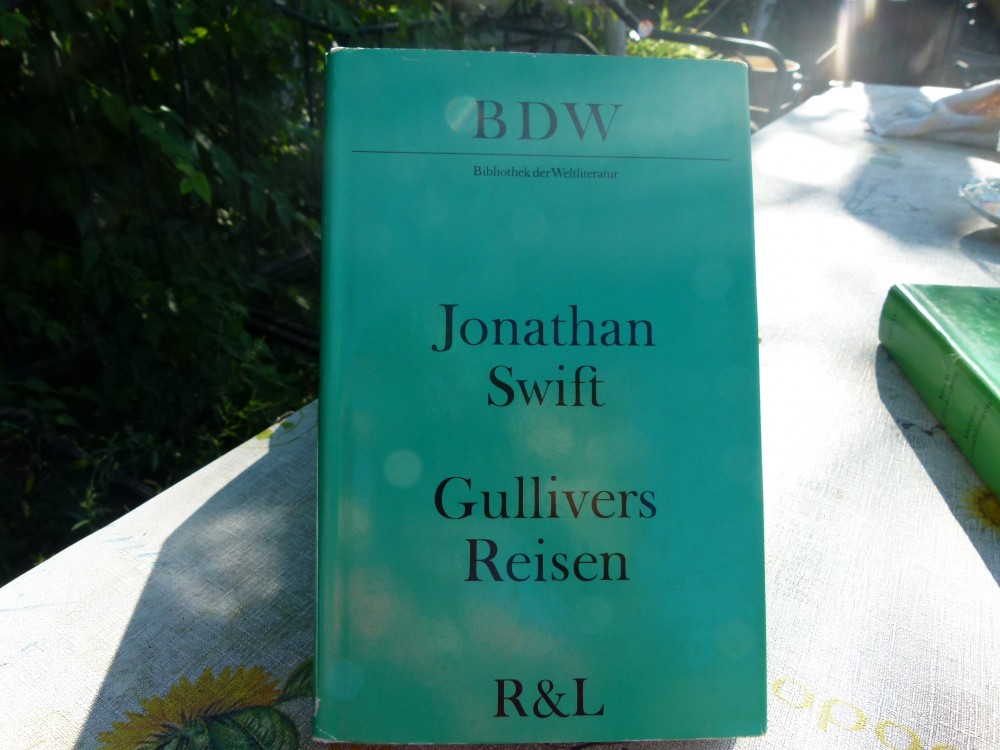 BDW
Bibliothek der Weltliteratur
Jonathan
Swift
Gullivers
Reisen
R&L